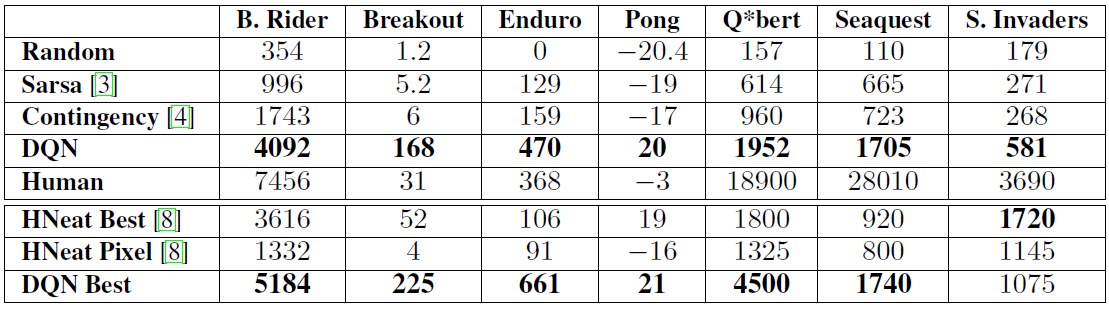 B. Rider Breakout Enduro Pong Q*bert Seaquest S. Invaders
Random 354 1.2 0 −20.4 157 110 179
Sarsa [3] 996 5.2 129 −19 614 665 271
Contingency [4] 1743 6 159 −17 960 723 268
DQN 4092 168 470 20 1952 1705 581
Human 7456 31 368 −3 18900 28010 3690
HNeat Best [8] 3616 52 106 19 1800 920 1720
HNeat Pixel [8] 1332 4 91 −16 1325 800 1145
DQN Best 5184 225 661 21 4500 1740 1075